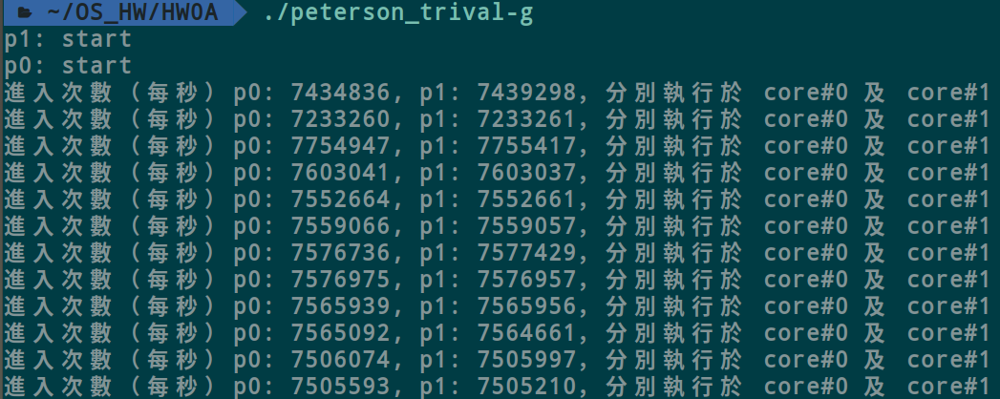 ~/OS_HW/HW0A ./peterson_trival-g
p1: start
p0: start
進入次數（每秒）p0: 7434836, p1: 7439298, 分別執行於 core#0 及 core#1
進入次數（每秒）p0: 7233260, p1: 7233261, 分別執行於 core#0 及 core#1
進入次數（每秒）p0: 7754947, p1: 7755417, 分別執行於 core#0 及 core#1
進入次數（每秒）p0: 7603041, p1: 7603037, 分別執行於 core#0 及 core#1
進入次數（每秒）p0: 7552664, p1: 7552661, 分別執行於 core#0 及 core#1
進入次數（每秒）p0: 7559066, p1: 7559057, 分別執行於 core#0 及 core#1
進入次數（每秒）p0: 7576736, p1: 7577429, 分別執行於 core#0 及 core#1
進入次數（每秒）p0: 7576975, p1: 7576957, 分別執行於 core#0 及 core#1
進入次數（每秒）p0: 7565939, p1: 7565956, 分別執行於 core#0 及 core#1
進入次數（每秒）p0: 7565092, p1: 7564661, 分別執行於 core#0 及 core#1
進入次數（每秒）p0: 7506074, p1: 7505997, 分別執行於 core#0 及 core#1
進入次數（每秒）p0: 7505593, p1: 7505210, 分別執行於 core#0 及 core#1